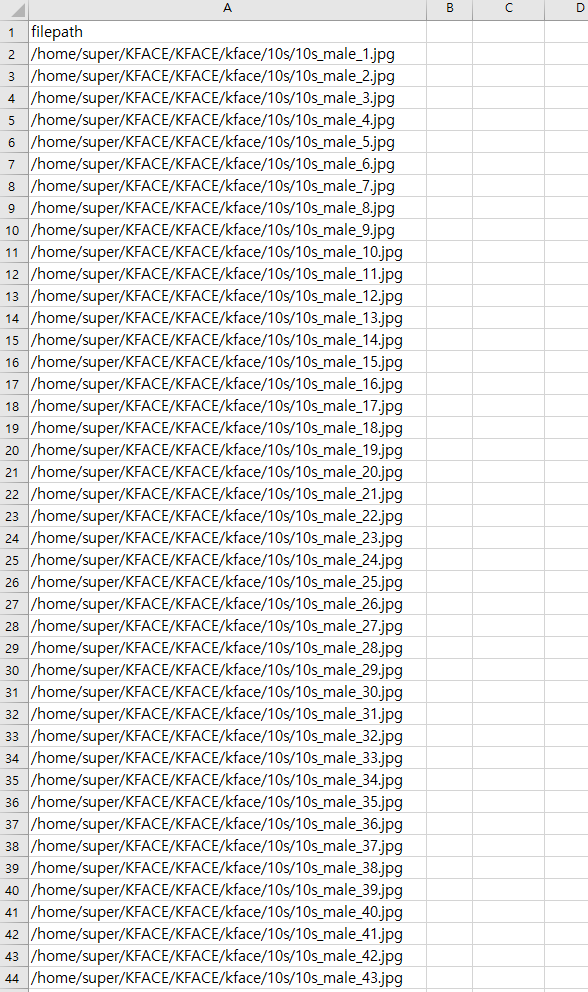 A B C D
1 filepath
2 /home/super/KFACE/KFACE/kface/10s/10s_male_1.jpg
3 /home/super/KFACE/KFACE/kface/10s/10s_male_2.jpg
4 /home/super/KFACE/KFACE/kface/10s/10s_male_3.jpg
5 /home/super/KFACE/KFACE/kface/10s/10s_male_4.jpg
6 /home/super/KFACE/KFACE/kface/10s/10s_male_5.jpg
7 /home/super/KFACE/KFACE/kface/10s/10s_male_6.jpg
8 /home/super/KFACE/KFACE/kface/10s/10s_male_7.jpg
9 /home/super/KFACE/KFACE/kface/10s/10s_male_8.jpg
10 /home/super/KFACE/KFACE/kface/10s/10s_male_9.jpg
11 /home/super/KFACE/KFACE/kface/10s/10s_male_10.jpg
12 /home/super/KFACE/KFACE/kface/10s/10s_male_11.jpg
13 /home/super/KFACE/KFACE/kface/10s/10s_male_12.jpg
14 /home/super/KFACE/KFACE/kface/10s/10s_male_13.jpg
15 /home/super/KFACE/KFACE/kface/10s/10s_male_14.jpg
16 /home/super/KFACE/KFACE/kface/10s/10s_male_15.jpg
17 /home/super/KFACE/KFACE/kface/10s/10s_male_16.jpg
18 /home/super/KFACE/KFACE/kface/10s/10s_male_17.jpg
19 /home/super/KFACE/KFACE/kface/10s/10s_male_18.jpg
20 /home/super/KFACE/KFACE/kface/10s/10s_male_19.jpg
21 /home/super/KFACE/KFACE/kface/10s/10s_male_20.jpg
22 /home/super/KFACE/KFACE/kface/10s/10s_male_21.jpg
23 /home/super/KFACE/KFACE/kface/10s/10s_male_22.jpg
24 /home/super/KFACE/KFACE/kface/10s/10s_male_23.jpg
25 /home/super/KFACE/KFACE/kface/10s/10s_male_24.jpg
26 /home/super/KFACE/KFACE/kface/10s/10s_male_25.jpg
27 /home/super/KFACE/KFACE/kface/10s/10s_male_26.jpg
28 /home/super/KFACE/KFACE/kface/10s/10s_male_27.jpg
29 /home/super/KFACE/KFACE/kface/10s/10s_male_28.jpg
30 /home/super/KFACE/KFACE/kface/10s/10s_male_29.jpg
31 /home/super/KFACE/KFACE/kface/10s/10s_male_30.jpg
32 /home/super/KFACE/KFACE/kface/10s/10s_male_31.jpg
33 /home/super/KFACE/KFACE/kface/10s/10s_male_32.jpg
34 /home/super/KFACE/KFACE/kface/10s/10s_male_33.jpg
35 /home/super/KFACE/KFACE/kface/10s/10s_male_34.jpg
36 /home/super/KFACE/KFACE/kface/10s/10s_male_35.jpg
37 /home/super/KFACE/KFACE/kface/10s/10s_male_36.jpg
38 /home/super/KFACE/KFACE/kface/10s/10s_male_37.jpg
39 /home/super/KFACE/KFACE/kface/10s/10s_male_38.jpg
40 /home/super/KFACE/KFACE/kface/10s/10s_male_39.jpg
41 /home/super/KFACE/KFACE/kface/10s/10s_male_40.jpg
42 /home/super/KFACE/KFACE/kface/10s/10s_male_41.jpg
43 /home/super/KFACE/KFACE/kface/10s/10s_male_42.jpg
44 /home/super/KFACE/KFACE/kface/10s/10s_male_43.jpg